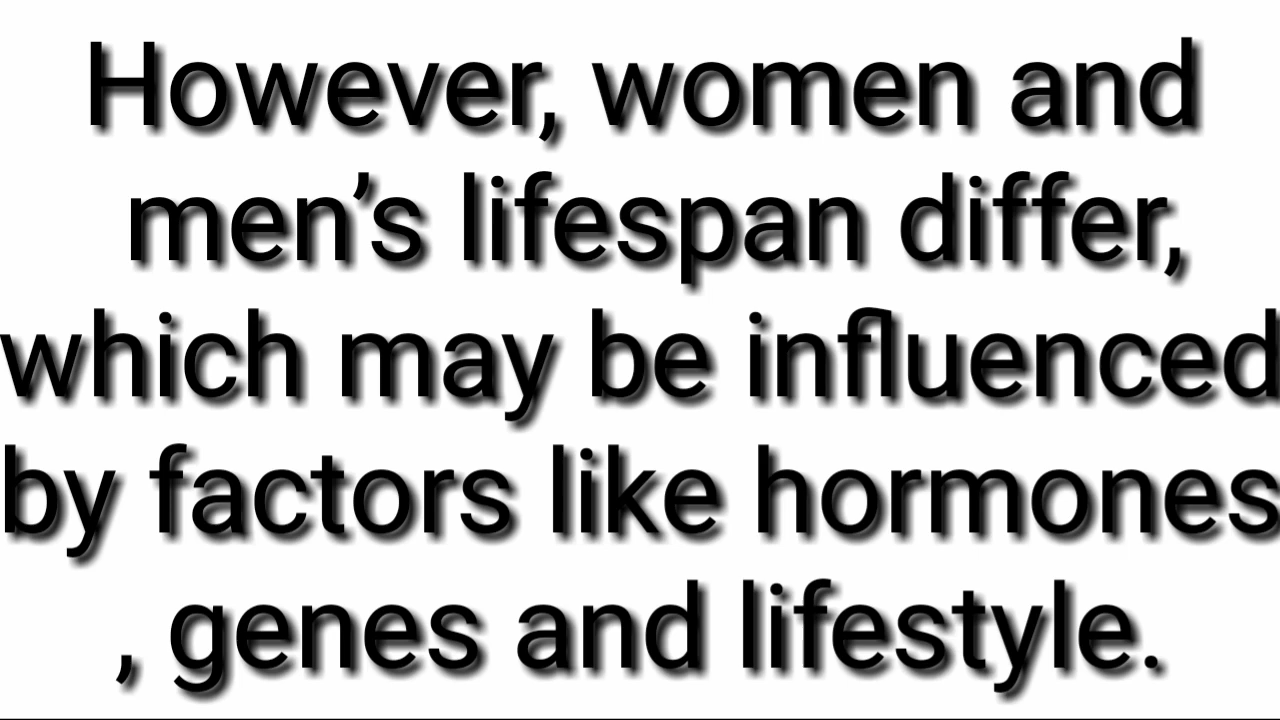 However, women and
men’s lifespan differ,
which may be influenced
by factors like hormones
, genes and lifestyle.